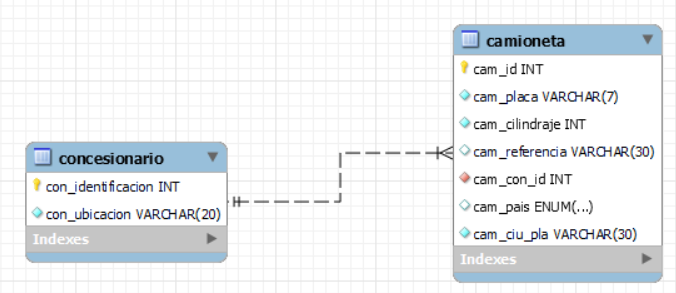 concesionario
con_identificacion INT
con_ubicacion VARCHAR(20)
Indexes
camioneta
cam_id INT
cam_placa VARCHAR(7)
cam_cilindraje INT
cam_referencia VARCHAR(30)
cam_con_id INT
cam_pais ENUM(...)
cam_ciu_pla VARCHAR(30)
Indexes